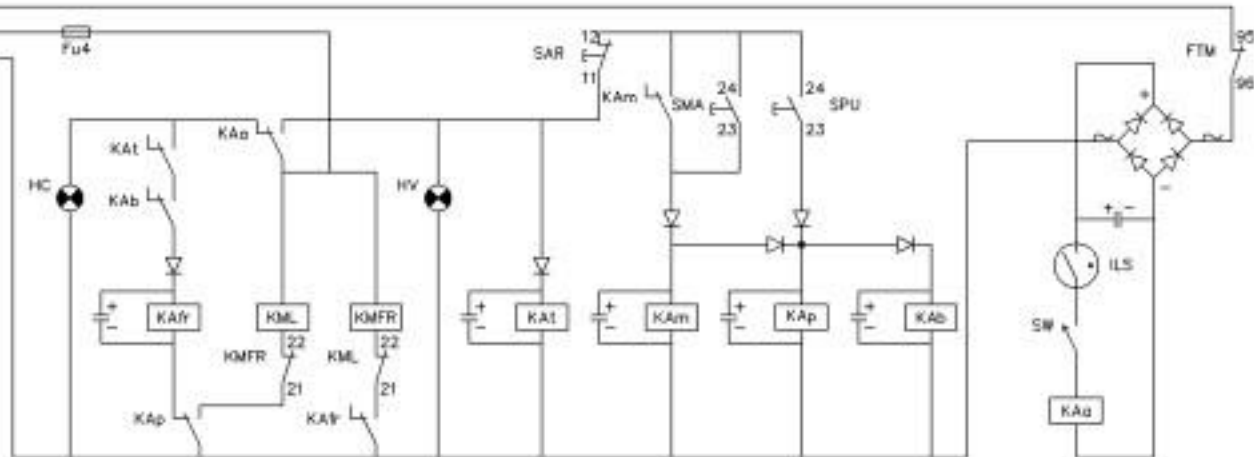 Fu4
12
SAR
11
95
FTM
96
KAm
SMA
24
23
24
SPU
23
KAt
KAa
KAb
HC
HV
+
~
~
-
+ -
ILS
+
KAfr
-
KML
KMFR
+
KAt
-
+
KAm
-
+
KAp
-
+
KAb
-
SW
KMFR
22
21
KML
22
21
KAp
KAfr
KAa